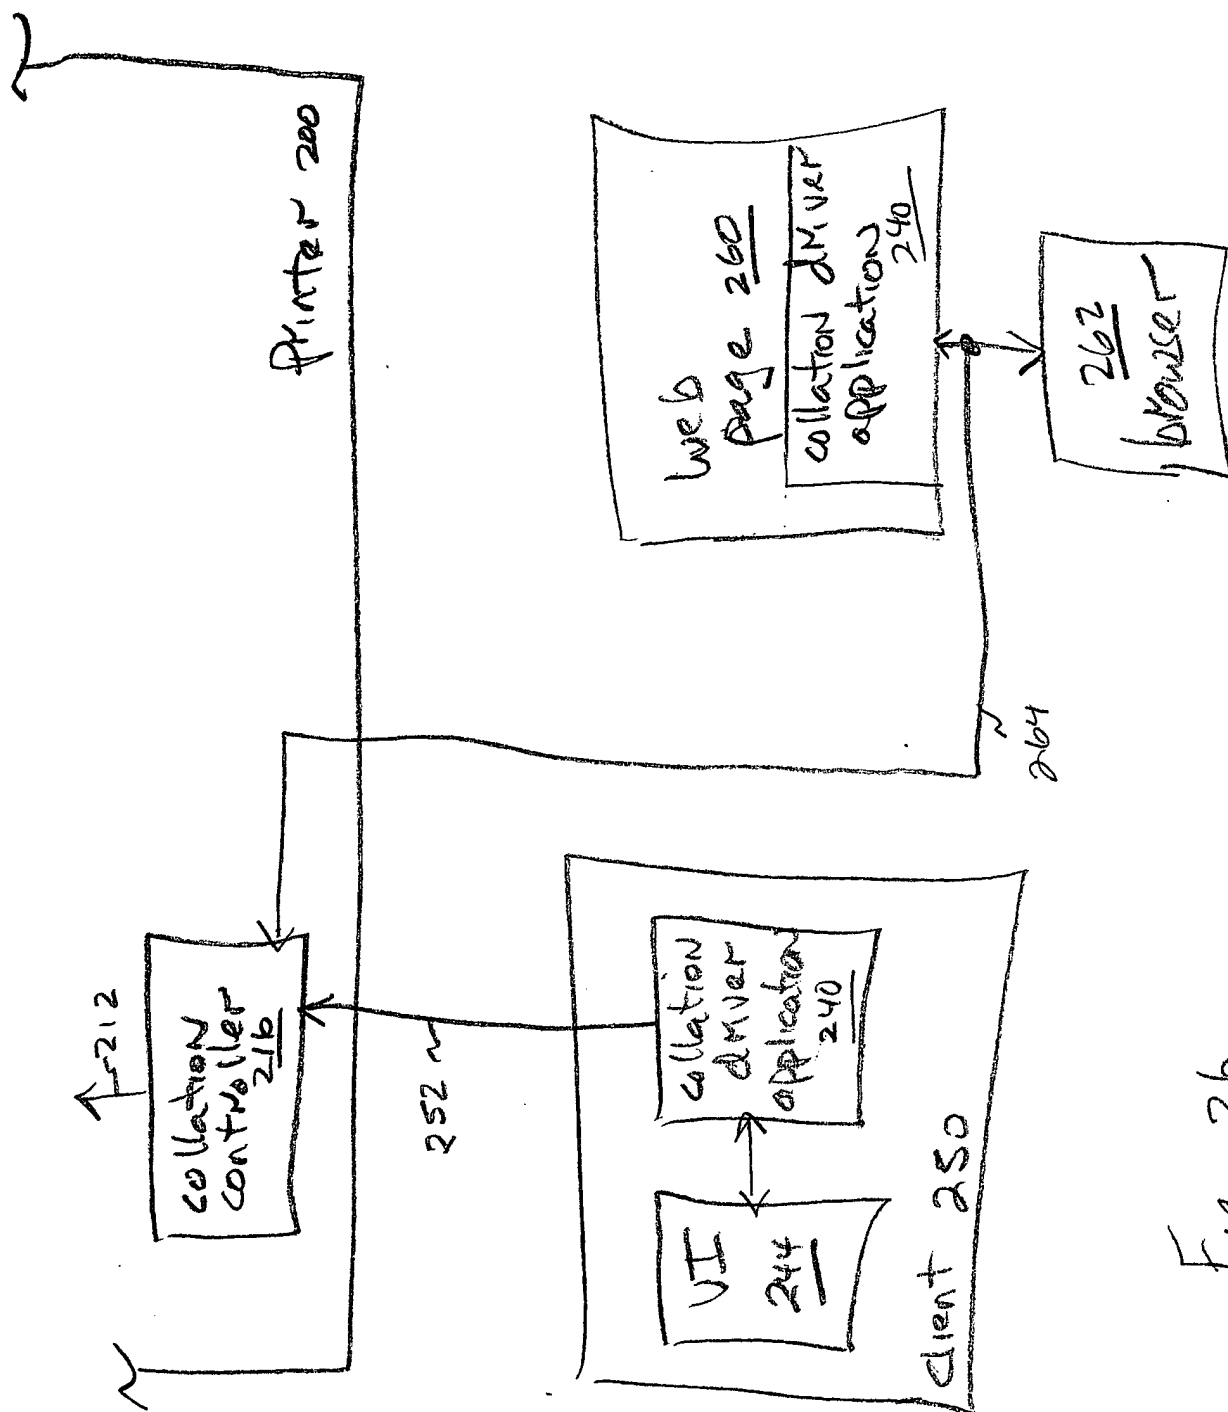 212
collation
controller
216
Printer 200
252
264
UI
244
collation
driver
application
240
client 250
web
page 260
collation driver
application
240
262
browser
Fig. 2b